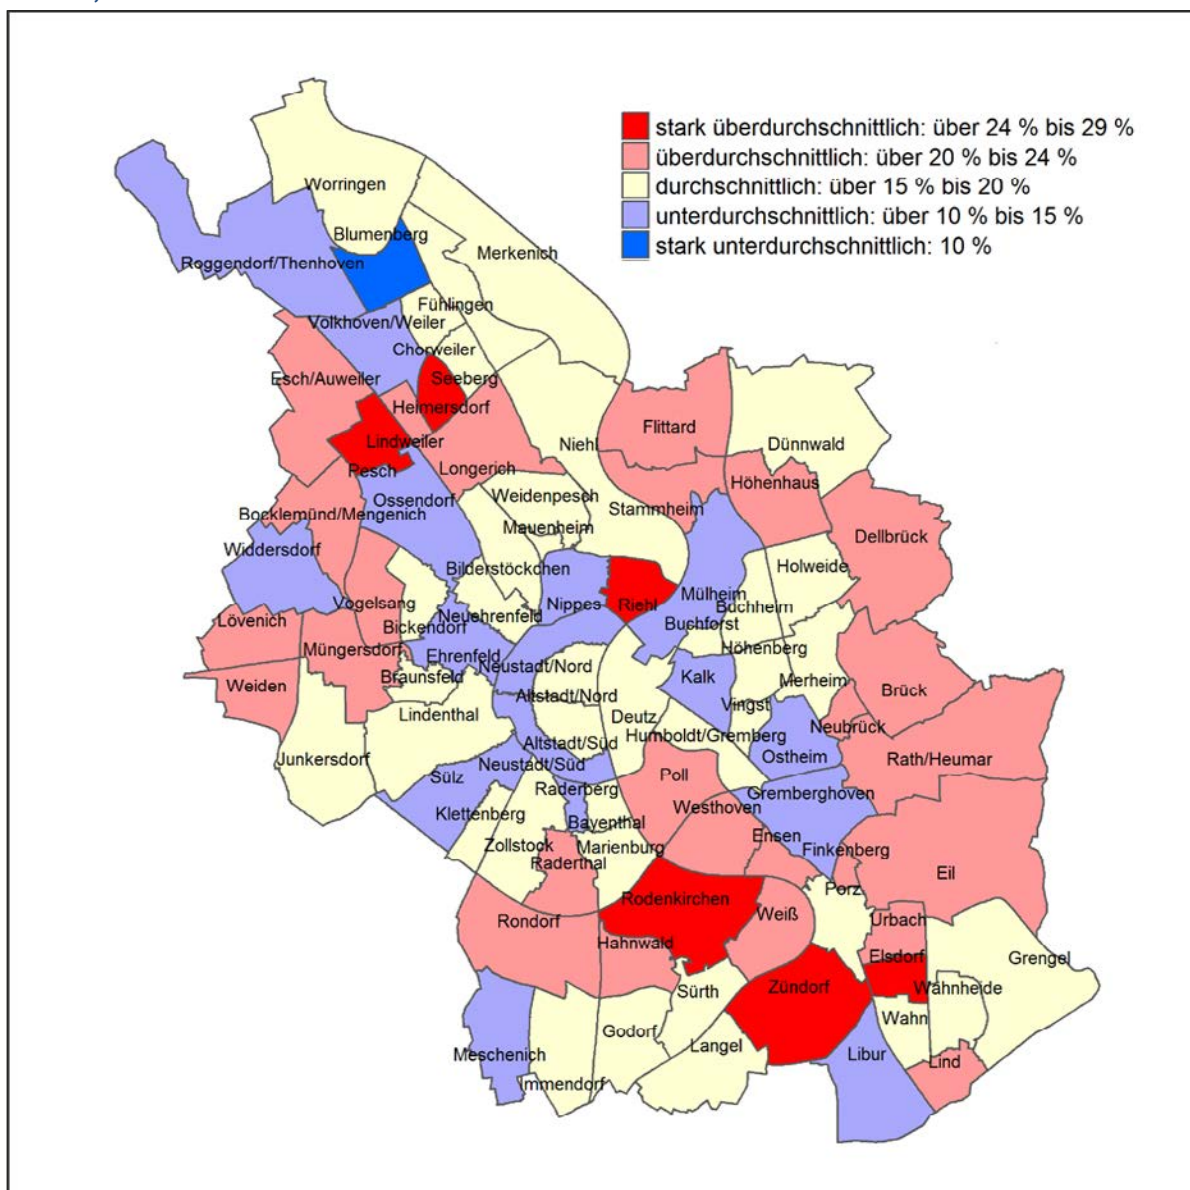 stark überdurchschnittlich: über 24 % bis 29 %
überdurchschnittlich: über 20 % bis 24 %
durchschnittlich: über 15 % bis 20 %
unterdurchschnittlich: über 10 % bis 15 %
stark unterdurchschnittlich: 10 %
Worringen
Blumenberg
Merkenich
Roggendorf/Thenhoven
Fühlingen
Volkhoven/Weiler
Chorweiler
Esch/Auweiler
Seeberg
Heimersdorf
Flittard
Lindweiler
Niehl
Dünnwald
Pesch
Longerich
Höhenhaus
Ossendorf
Weidenpesch
Stammheim
Bocklemünd/Mengenich
Mauenheim
Dellbrück
Widdersdorf
Bilderstöckchen
Holweide
Mülheim
Vogelsang
Nippes
Riehl
Buchheim
Neuehrenfeld
Lövenich
Bickendorf
Buchforst
Müngersdorf
Ehrenfeld
Neustadt/Nord
Höhenberg
Braunsfeld
Kalk
Merheim
Weiden
Altstadt/Nord
Brück
Lindenthal
Deutz
Vingst
Neubrück
Humboldt/Gremberg
Junkersdorf
Altstadt/Süd
Ostheim
Rath/Heumar
Neustadt/Süd
Sülz
Poll
Raderberg
Gremberghoven
Klettenberg
Westhoven
Bayenthal
Ensen
Zollstock
Marienburg
Finkenberg
Raderthal
Eil
Porz
Rodenkirchen
Rondorf
Weiß
Urbach
Hahnwald
Elsdorf
Grengel
Zündorf
Wahnheide
Sürth
Wahn
Godorf
Langel
Meschenich
Libur
Lind
Immendorf